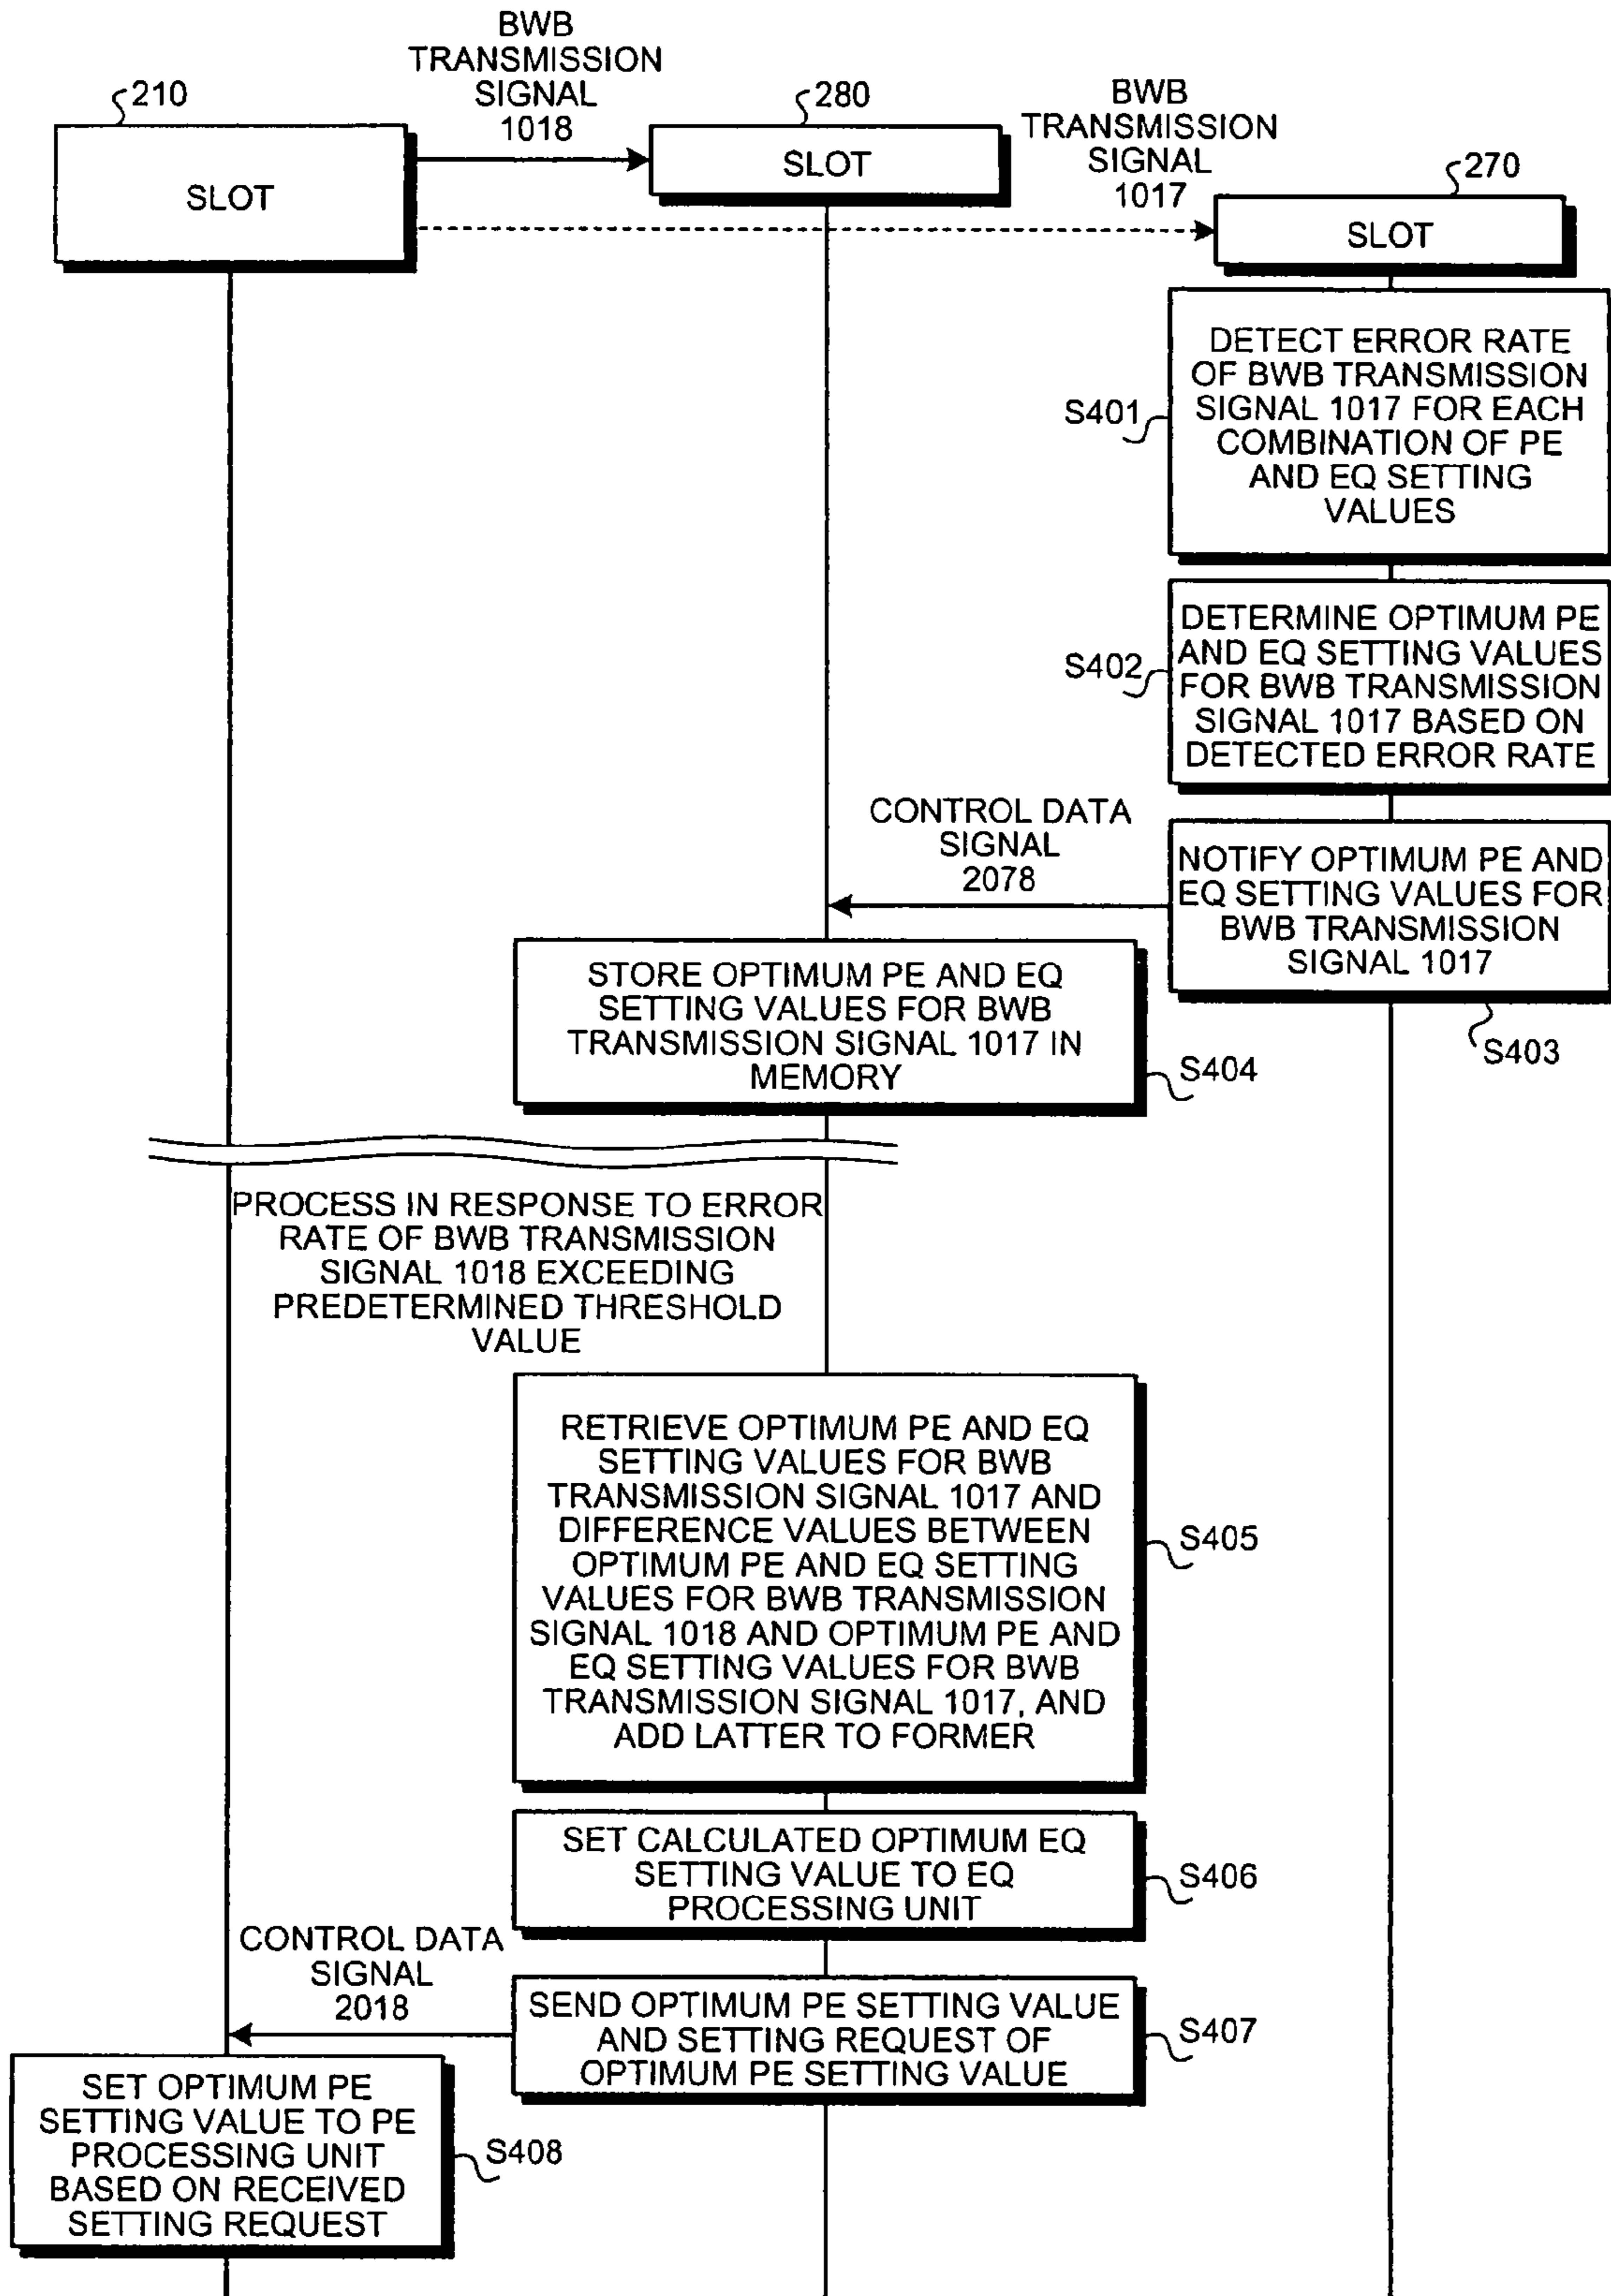 BWB
TRANSMISSION
SIGNAL
1018
210
280
BWB
TRANSMISSION
SIGNAL
1017
270
SLOT
SLOT
SLOT
DETECT ERROR RATE
OF BWB TRANSMISSION
SIGNAL 1017 FOR EACH
COMBINATION OF PE
AND EQ SETTING
VALUES
S401
DETERMINE OPTIMUM PE
AND EQ SETTING VALUES
FOR BWB TRANSMISSION
SIGNAL 1017 BASED ON
DETECTED ERROR RATE
S402
CONTROL DATA
SIGNAL
2078
NOTIFY OPTIMUM PE AND
EQ SETTING VALUES FOR
BWB TRANSMISSION
SIGNAL 1017
S403
STORE OPTIMUM PE AND EQ
SETTING VALUES FOR BWB
TRANSMISSION SIGNAL 1017 IN
MEMORY
S404
PROCESS IN RESPONSE TO ERROR
RATE OF BWB TRANSMISSION
SIGNAL 1018 EXCEEDING
PREDETERMINED THRESHOLD
VALUE
RETRIEVE OPTIMUM PE AND EQ
SETTING VALUES FOR BWB
TRANSMISSION SIGNAL 1017 AND
DIFFERENCE VALUES BETWEEN
OPTIMUM PE AND EQ SETTING
VALUES FOR BWB TRANSMISSION
SIGNAL 1018 AND OPTIMUM PE AND
EQ SETTING VALUES FOR BWB
TRANSMISSION SIGNAL 1017, AND
ADD LATTER TO FORMER
S405
SET CALCULATED OPTIMUM EQ
SETTING VALUE TO EQ
PROCESSING UNIT
S406
CONTROL DATA
SIGNAL
2018
SEND OPTIMUM PE SETTING VALUE
AND SETTING REQUEST OF
OPTIMUM PE SETTING VALUE
S407
SET OPTIMUM PE
SETTING VALUE TO PE
PROCESSING UNIT
BASED ON RECEIVED
SETTING REQUEST
S408